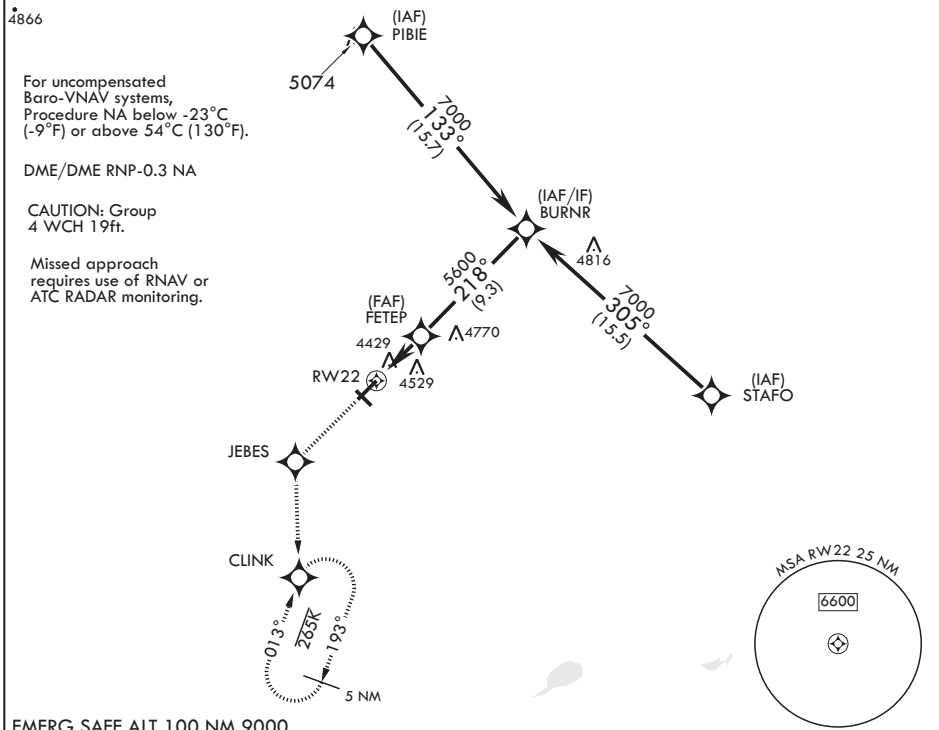 4866
(IAF)
PIBIE
5074
For uncompensated
Baro-VNAV systems,
Procedure NA below -23°C
(-9°F) or above 54°C (130°F).
DME/DME RNP-0.3 NA
CAUTION: Group
4 WCH 19ft.
Missed approach
requires use of RNAV or
ATC RADAR monitoring.
7000
133°
(15.7)
(IAF/IF)
BURNR
4816
5600
218°
(9.3)
7000
305°
(15.5)
(FAF)
FETEP
4770
4429
4529
RW22
(IAF)
STAFO
JEBES
CLINK
013°
265K
193°
5 NM
MSA RW22 25 NM
6600
EMERG SAFE ALT 100 NM 9000